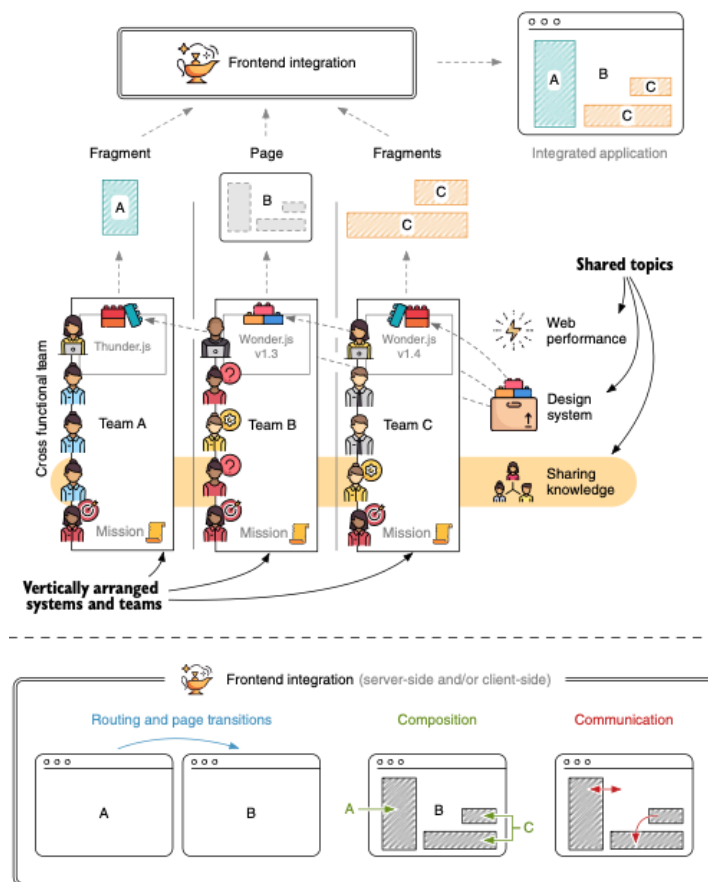 Frontend integration
A
B
C
C
Integrated application
Fragment
Page
Fragments
A
B
C
C
Shared topics
Web
performance
Thunder.js
Wonder.js
v1.3
Wonder.js
v1.4
Design
system
Cross functional team
Team A
Team B
Team C
?
?
Sharing
knowledge
Mission
Mission
Mission
Vertically arranged
systems and teams
Frontend integration (server-side and/or client-side)
Routing and page transitions
Composition
Communication
A
B
A
B
C